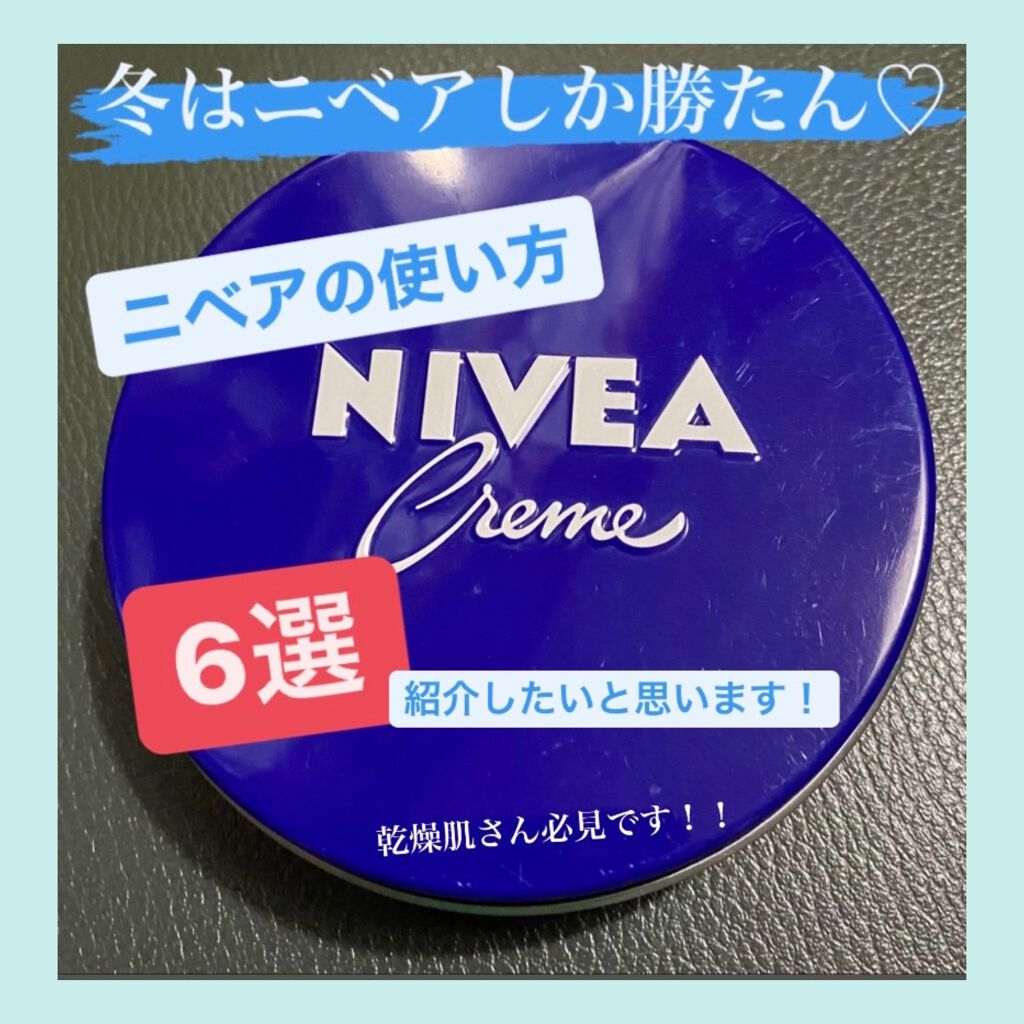 冬はニベアしか勝たん♡
ニベアの使い方
NIVEA
Creme
6選
紹介したいと思います！
乾燥肌さん必見です！！